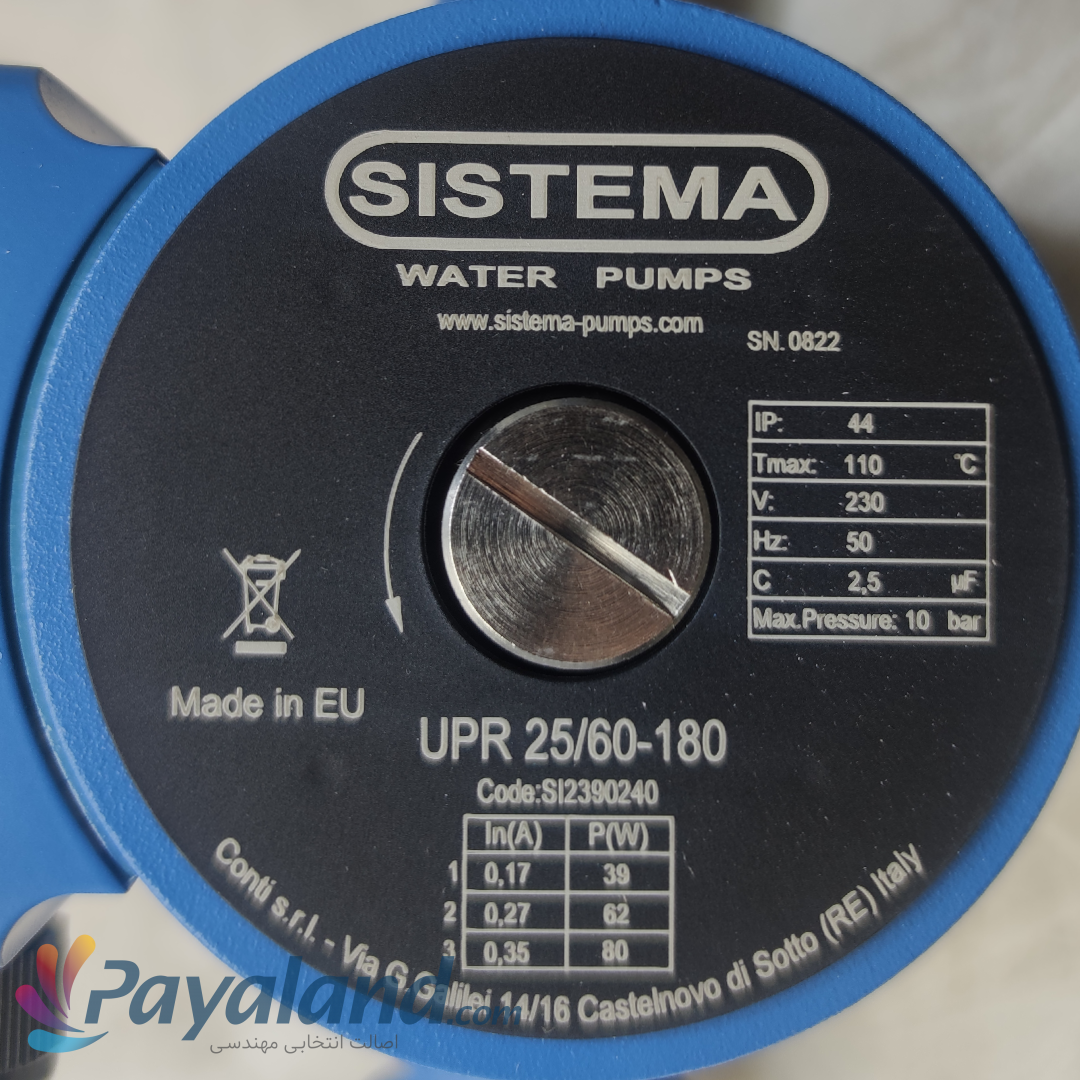 SISTEMA
WATER PUMPS
www.sistema-pumps.com
SN. 0822
IP: 44
Tmax: 110 °C
V: 230
Hz: 50
C 2,5 µF
Max.Pressure: 10 bar
Made in EU
UPR 25/60-180
Code:SI2390240
In(A) P(W)
1 0,17 39
2 0,27 62
3 0,35 80
Conti s.r.l. - Via G.Galilei 14/16 Castelnovo di Sotto (RE) Italy
Payaland.com
اصالت انتخابی مهندسی